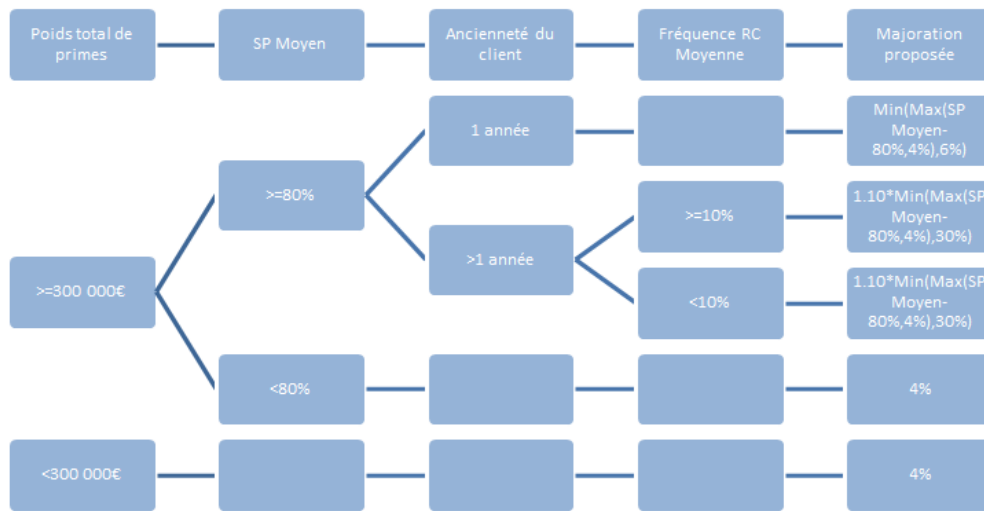 Poids total de
primes
SP Moyen
Ancienneté du
client
Fréquence RC
Moyenne
Majoration
proposée
1 année
Min(Max(SP
Moyen-
80%,4%),6%)
>=80%
>=10%
1.10*Min(Max(SP
Moyen-
80%,4%),30%)
>1 année
>=300 000€
<10%
1.10*Min(Max(SP
Moyen-
80%,4%),30%)
<80%
4%
<300 000€
4%